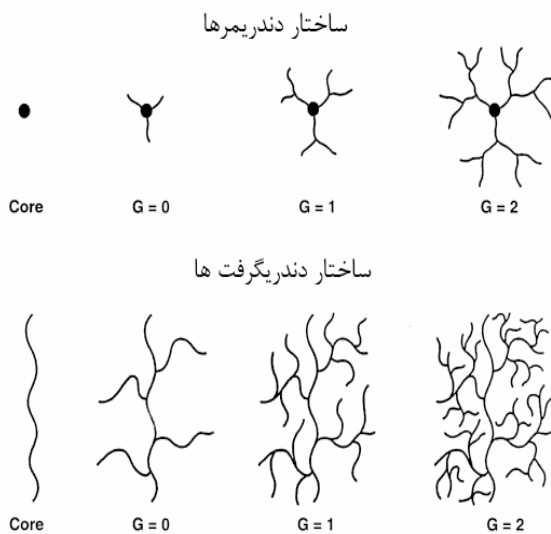 ساختار دندریمرها
Core G = 0 G = 1 G = 2
ساختار دندریگرفت ها
Core G = 0 G = 1 G = 2